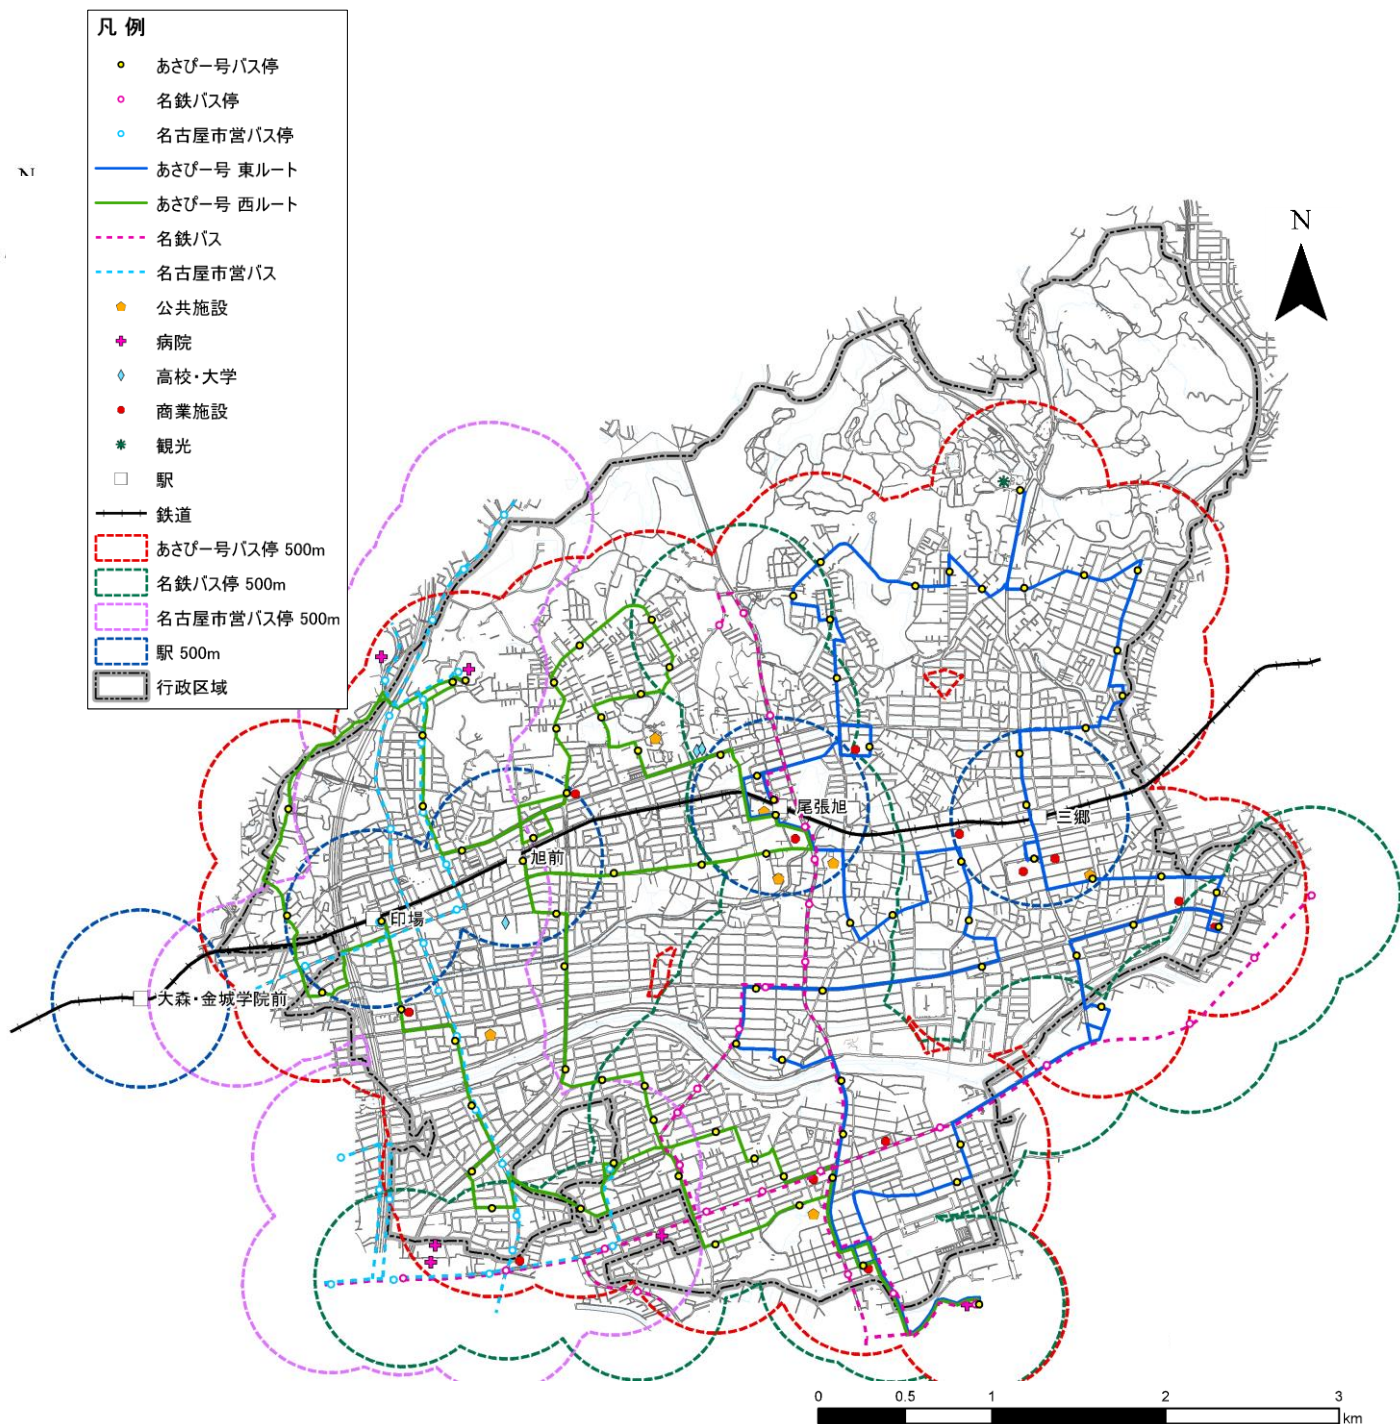 凡 例
あさぴー号バス停
名鉄バス停
名古屋市営バス停
あさぴー号 東ルート
あさぴー号 西ルート
名鉄バス
名古屋市営バス
公共施設
病院
高校・大学
商業施設
観光
駅
鉄道
あさぴー号バス停 500m
名鉄バス停 500m
名古屋市営バス停 500m
駅 500m
行政区域
N
N
尾張旭
三郷
旭前
印場
大森・金城学院前
0 0.5 1 2 3
km